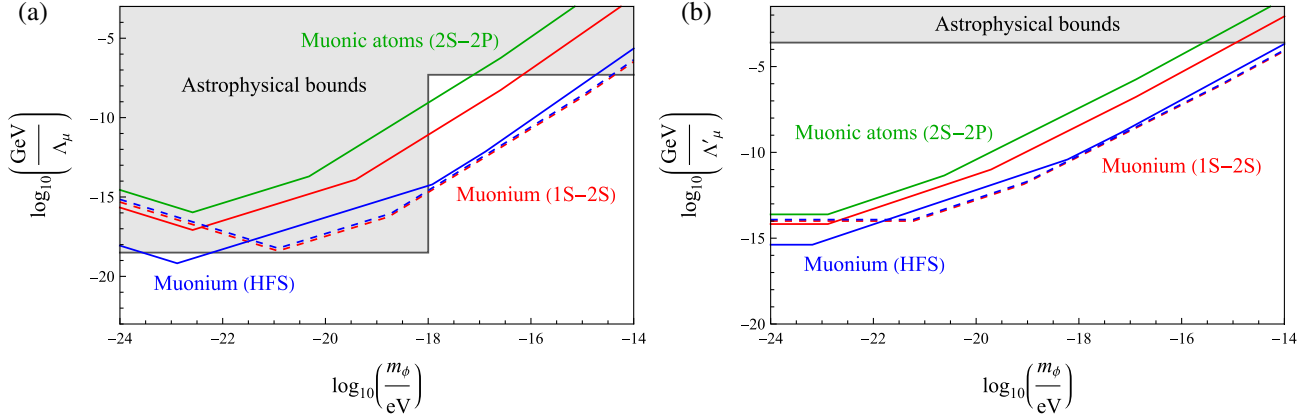 (a)
Muonic atoms (2S−2P)
Astrophysical bounds
Muonium (1S−2S)
Muonium (HFS)
−5
−10
−15
−20
log10(GeV/Λμ)
−24 −22 −20 −18 −16 −14
log10(mϕ/eV)
(b)
Astrophysical bounds
Muonic atoms (2S−2P)
Muonium (1S−2S)
Muonium (HFS)
−5
−10
−15
−20
log10(GeV/Λ′μ)
−24 −22 −20 −18 −16 −14
log10(mϕ/eV)